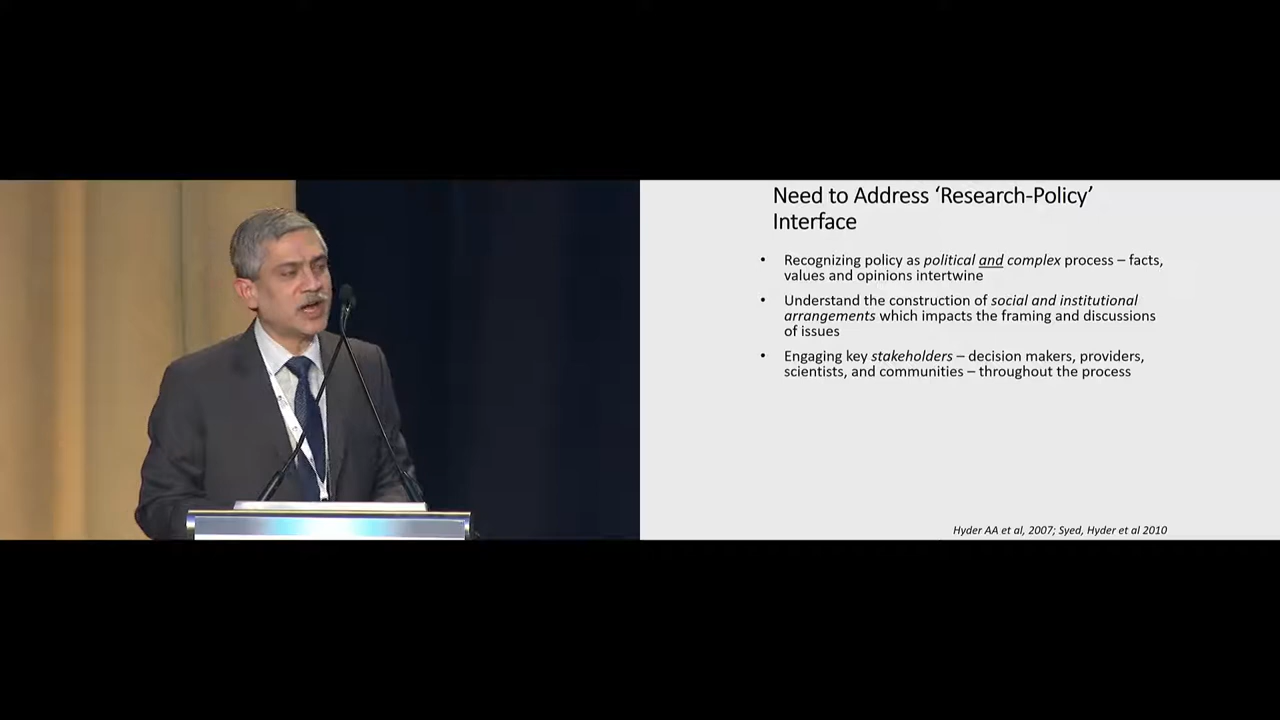 Need to Address ‘Research-Policy’
Interface
• Recognizing policy as political and complex process – facts,
values and opinions intertwine
• Understand the construction of social and institutional
arrangements which impacts the framing and discussions
of issues
• Engaging key stakeholders – decision makers, providers,
scientists, and communities – throughout the process
Hyder AA et al, 2007; Syed, Hyder et al 2010